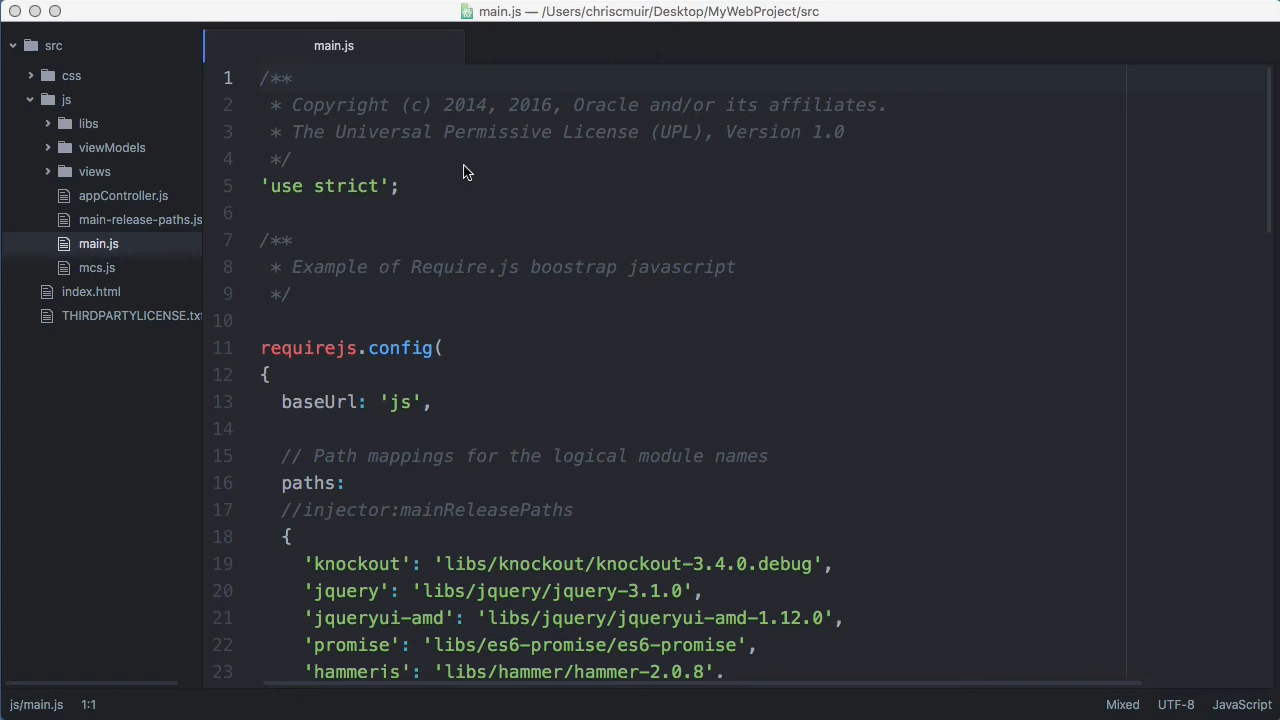 main.js — /Users/chriscmuir/Desktop/MyWebProject/src
src
css
js
libs
viewModels
views
appController.js
main-release-paths.js
main.js
mcs.js
index.html
THIRDPARTYLICENSE.txt
main.js
1 /**
2 * Copyright (c) 2014, 2016, Oracle and/or its affiliates.
3 * The Universal Permissive License (UPL), Version 1.0
4 */
5 'use strict';
6
7 /**
8 * Example of Require.js boostrap javascript
9 */
10
11 requirejs.config(
12 {
13 baseUrl: 'js',
14
15 // Path mappings for the logical module names
16 paths:
17 //injector:mainReleasePaths
18 {
19 'knockout': 'libs/knockout/knockout-3.4.0.debug',
20 'jquery': 'libs/jquery/jquery-3.1.0',
21 'jqueryui-amd': 'libs/jquery/jqueryui-amd-1.12.0',
22 'promise': 'libs/es6-promise/es6-promise',
23 'hammerjs': 'libs/hammer/hammer-2.0.8',
js/main.js 1:1
Mixed UTF-8 JavaScript